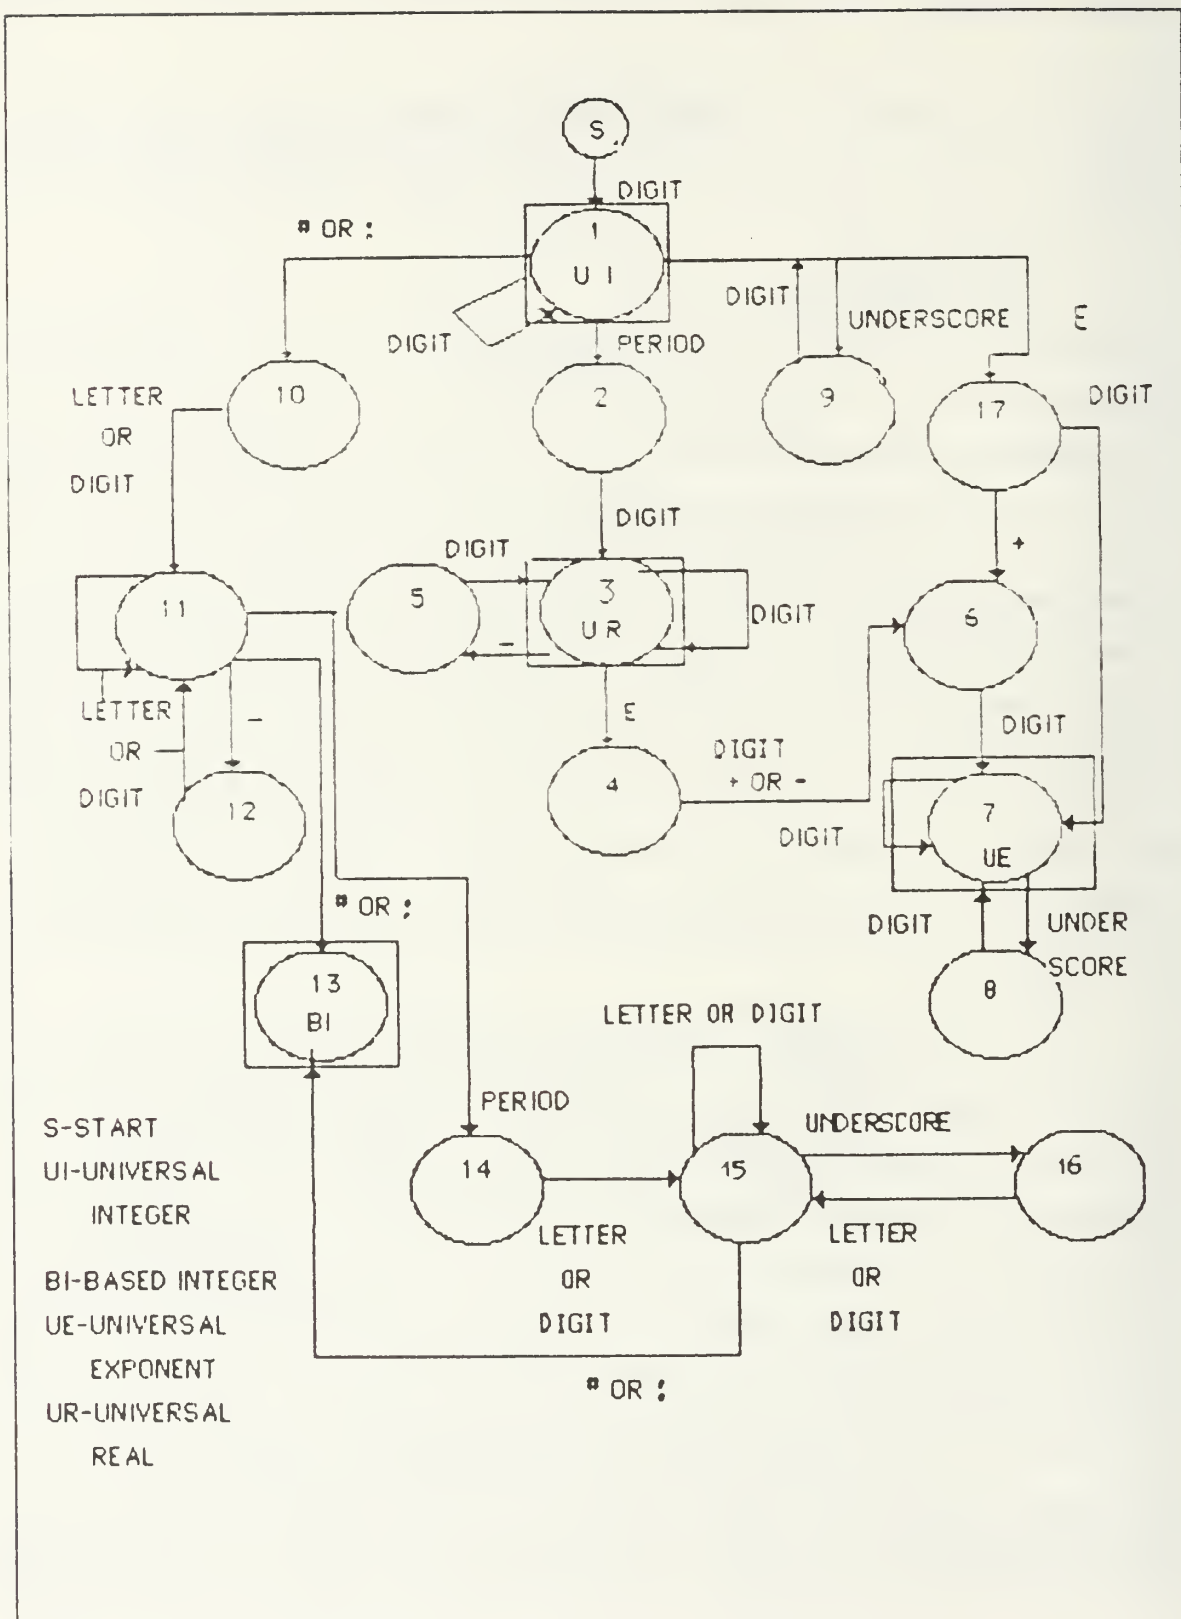 S
DIGIT
# OR :
1
U I
DIGIT
DIGIT
UNDERSCORE
E
DIGIT
PERIOD
LETTER
OR
DIGIT
10
2
9
17
DIGIT
DIGIT
DIGIT
+
11
5
3
U R
DIGIT
6
-
LETTER
OR
DIGIT
-
E
DIGIT
12
4
DIGIT
+ OR -
DIGIT
7
UE
# OR :
DIGIT
UNDER
SCORE
13
BI
8
LETTER OR DIGIT
PERIOD
UNDERSCORE
14
15
16
LETTER
OR
DIGIT
LETTER
OR
DIGIT
# OR :
S-START
UI-UNIVERSAL
INTEGER
BI-BASED INTEGER
UE-UNIVERSAL
EXPONENT
UR-UNIVERSAL
REAL